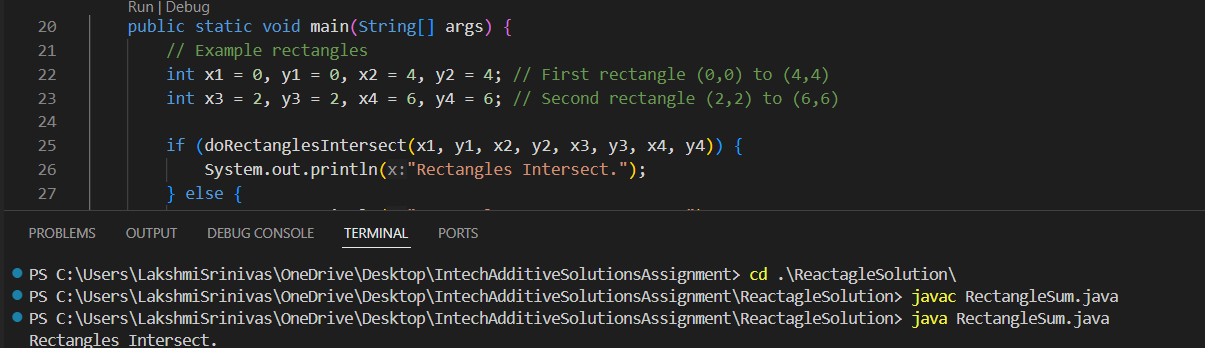 Run | Debug
20 public static void main(String[] args) {
21 // Example rectangles
22 int x1 = 0, y1 = 0, x2 = 4, y2 = 4; // First rectangle (0,0) to (4,4)
23 int x3 = 2, y3 = 2, x4 = 6, y4 = 6; // Second rectangle (2,2) to (6,6)
24
25 if (doRectanglesIntersect(x1, y1, x2, y2, x3, y3, x4, y4)) {
26 System.out.println(x:"Rectangles Intersect.");
27 } else {
PROBLEMS OUTPUT DEBUG CONSOLE TERMINAL PORTS
PS C:\Users\LakshmiSrinivas\OneDrive\Desktop\IntechAdditiveSolutionsAssignment> cd .\ReactagleSolution\
PS C:\Users\LakshmiSrinivas\OneDrive\Desktop\IntechAdditiveSolutionsAssignment\ReactagleSolution> javac RectangleSum.java
PS C:\Users\LakshmiSrinivas\OneDrive\Desktop\IntechAdditiveSolutionsAssignment\ReactagleSolution> java RectangleSum.java
Rectangles Intersect.